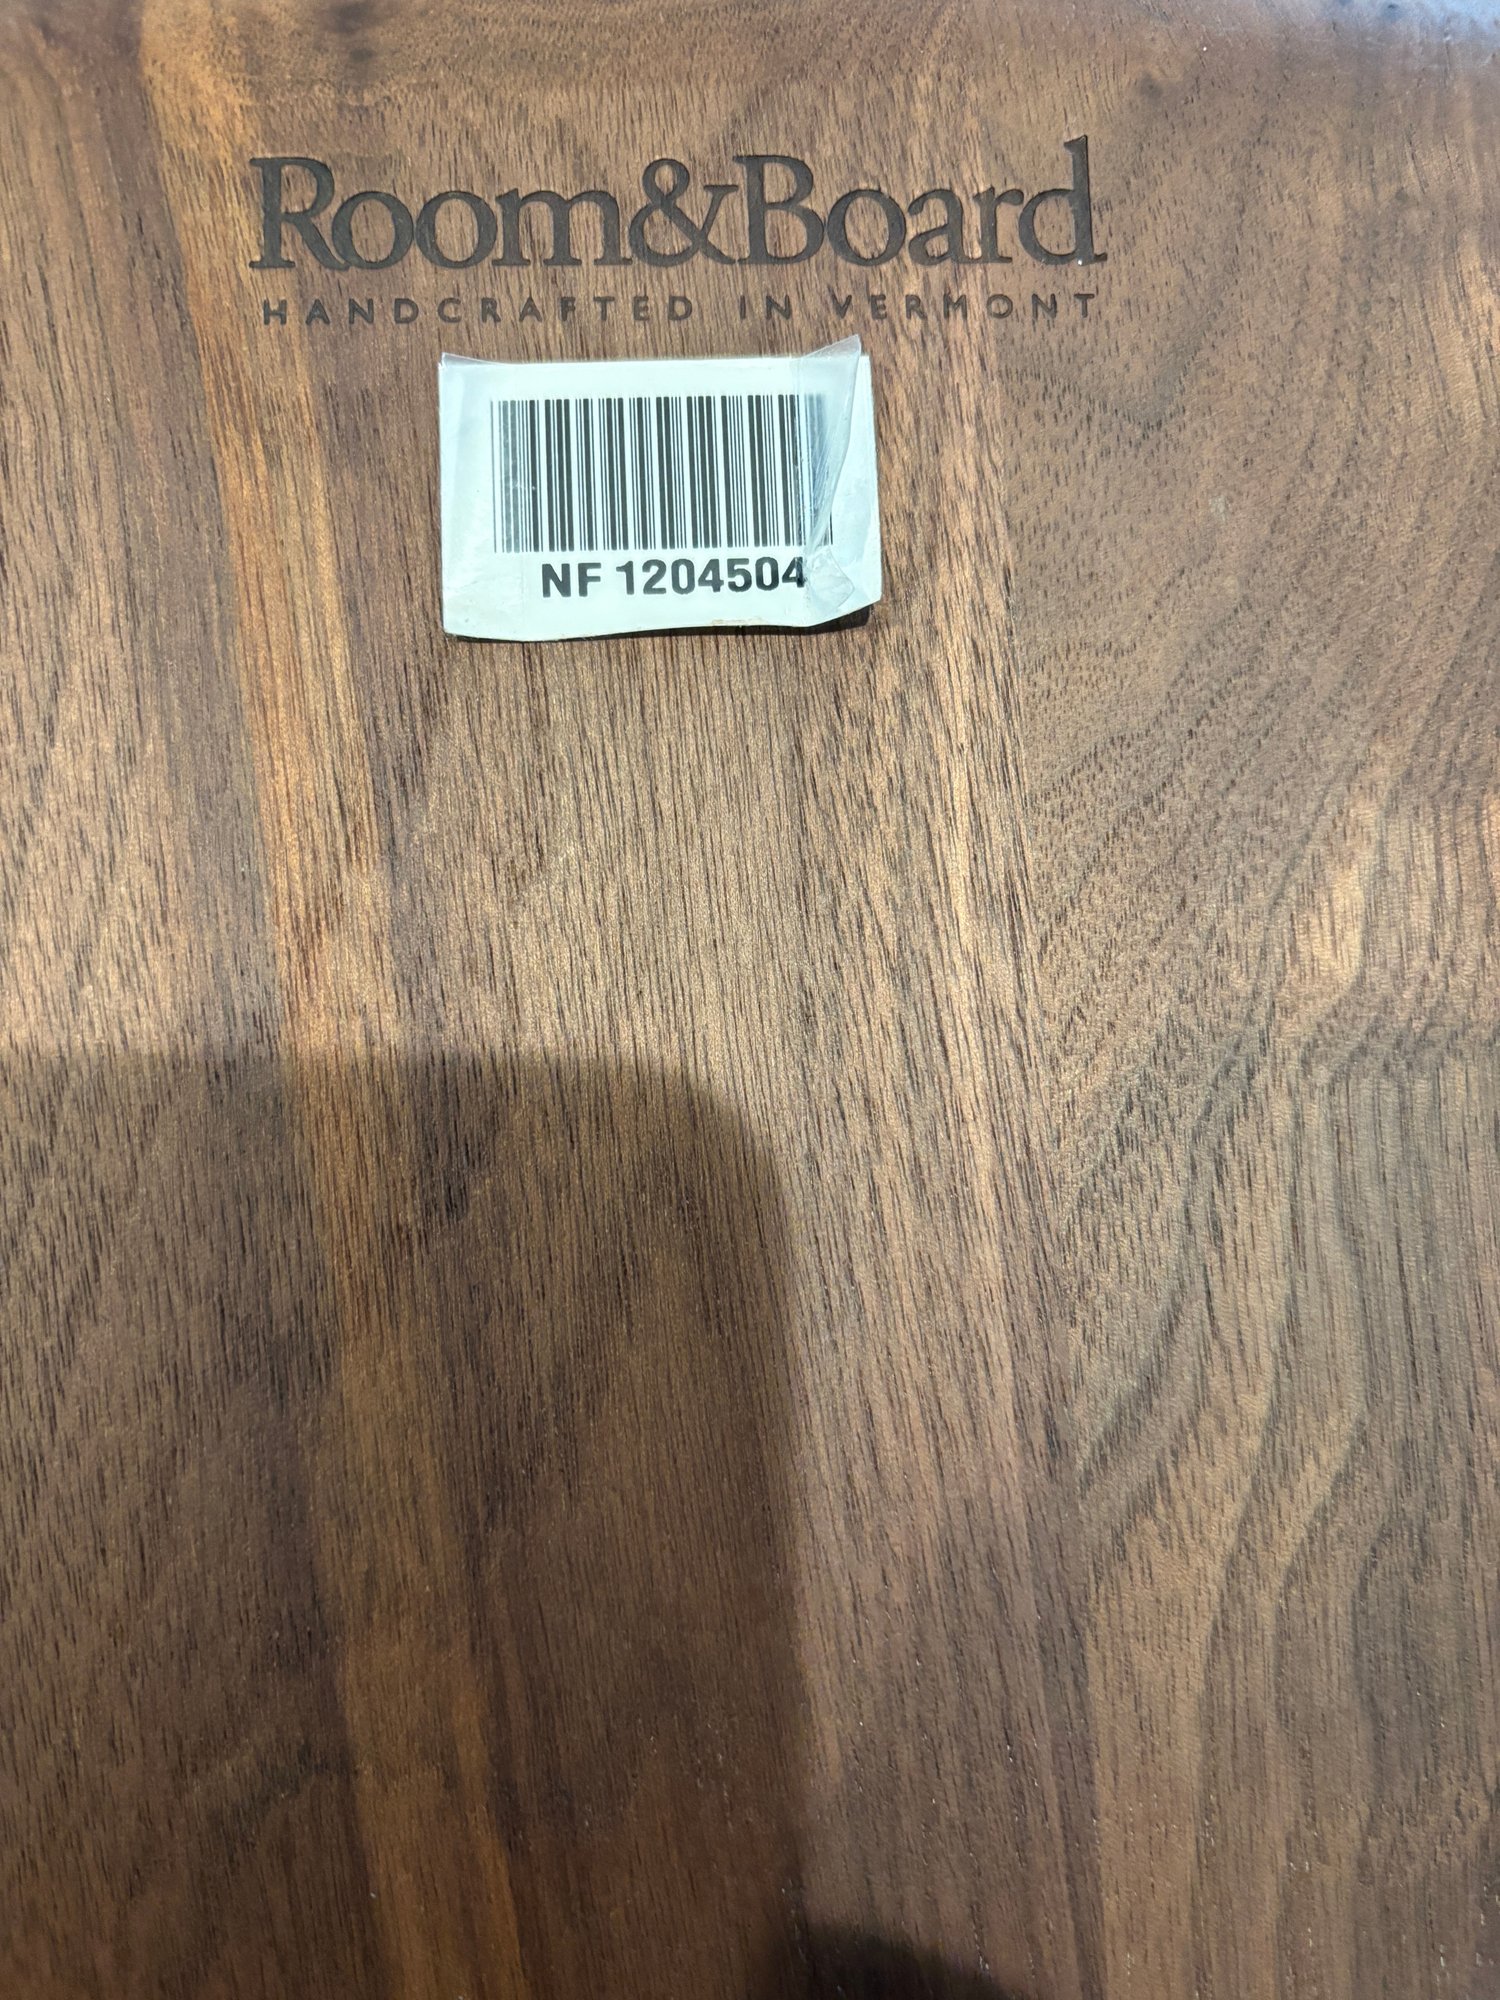 Room&Board
HANDCRAFTED IN VERMONT
NF 1204504